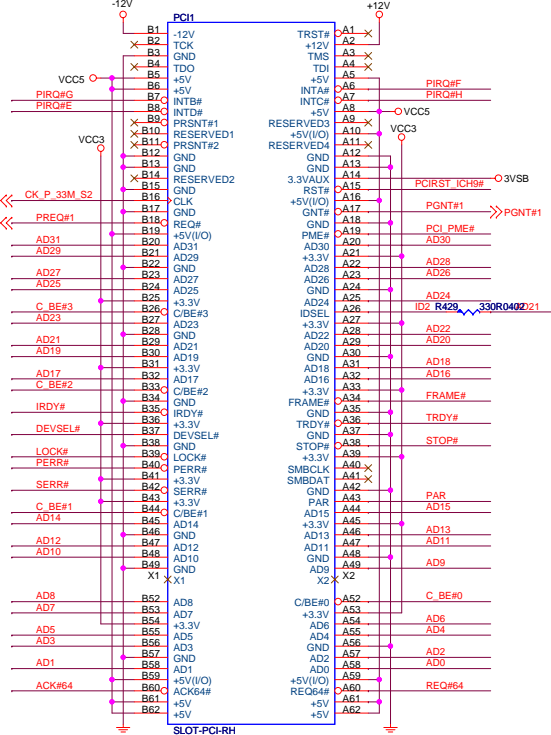 -12V PCI1 +12V
B1 -12V TRST# A1
B2 TCK +12V A2
B3 GND TMS A3
B4 TDO TDI A4
VCC5 B5 +5V +5V A5
B6 +5V INTA# A6 PIRQ#F
PIRQ#G B7 INTB# INTC# A7 PIRQ#H
PIRQ#E B8 INTD# +5V A8 VCC5
B9 PRSNT#1 RESERVED3 A9
B10 RESERVED1 +5V(I/O) A10
VCC3 B11 PRSNT#2 RESERVED4 A11 VCC3
B12 GND GND A12
B13 GND GND A13
B14 RESERVED2 3.3VAUX A14 3VSB
B15 GND RST# A15 PCIRST_ICH9#
CK_P_33M_S2 B16 CLK +5V(I/O) A16
B17 GND GNT# A17 PGNT#1 PGNT#1
PREQ#1 B18 REQ# GND A18
B19 +5V(I/O) PME# A19 PCI_PME#
AD31 B20 AD31 AD30 A20 AD30
AD29 B21 AD29 +3.3V A21
B22 GND AD28 A22 AD28
AD27 B23 AD27 AD26 A23 AD26
AD25 B24 AD25 GND A24
B25 +3.3V AD24 A25 AD24
C_BE#3 B26 C/BE#3 IDSEL A26 ID2 R429 330R0402
AD23 B27 AD23 +3.3V A27
B28 GND AD22 A28 AD22
AD21 B29 AD21 AD20 A29 AD20
AD19 B30 AD19 GND A30
B31 +3.3V AD18 A31 AD18
AD17 B32 AD17 AD16 A32 AD16
C_BE#2 B33 C/BE#2 +3.3V A33
B34 GND FRAME# A34 FRAME#
IRDY# B35 IRDY# GND A35
B36 +3.3V TRDY# A36 TRDY#
DEVSEL# B37 DEVSEL# GND A37
B38 GND STOP# A38 STOP#
LOCK# B39 LOCK# +3.3V A39
PERR# B40 PERR# SMBCLK A40
B41 +3.3V SMBDAT A41
SERR# B42 SERR# GND A42
B43 +3.3V PAR A43 PAR
C_BE#1 B44 C/BE#1 AD15 A44 AD15
AD14 B45 AD14 +3.3V A45
B46 GND AD13 A46 AD13
AD12 B47 AD12 AD11 A47 AD11
AD10 B48 AD10 GND A48
B49 GND AD9 A49 AD9
X1 X1 X2 X2
AD8 B52 AD8 C/BE#0 A52 C_BE#0
AD7 B53 AD7 +3.3V A53
B54 +3.3V AD6 A54 AD6
AD5 B55 AD5 AD4 A55 AD4
AD3 B56 AD3 GND A56
B57 GND AD2 A57 AD2
AD1 B58 AD1 AD0 A58 AD0
B59 +5V(I/O) +5V(I/O) A59
ACK#64 B60 ACK64# REQ64# A60 REQ#64
B61 +5V +5V A61
B62 +5V +5V A62
SLOT-PCI-RH